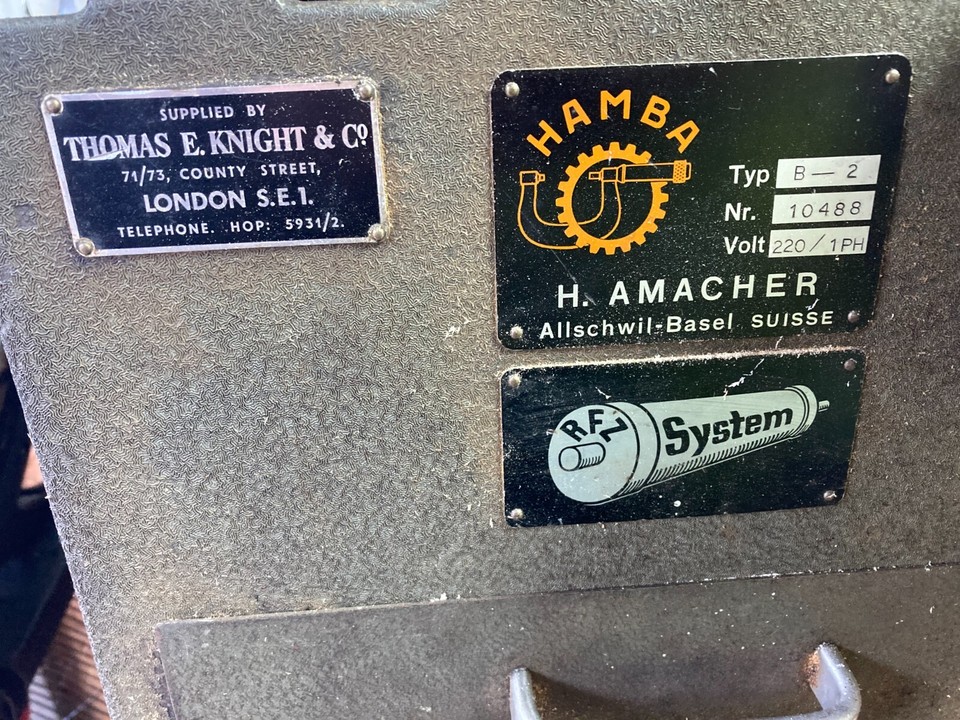 SUPPLIED BY
THOMAS E. KNIGHT & Cº
71/73, COUNTY STREET,
LONDON S.E.1.
TELEPHONE. HOP: 5931/2.
HAMBA
Typ B — 2
Nr. 10488
Volt 220/1PH
H. AMACHER
Allschwil-Basel SUISSE
RFZ System